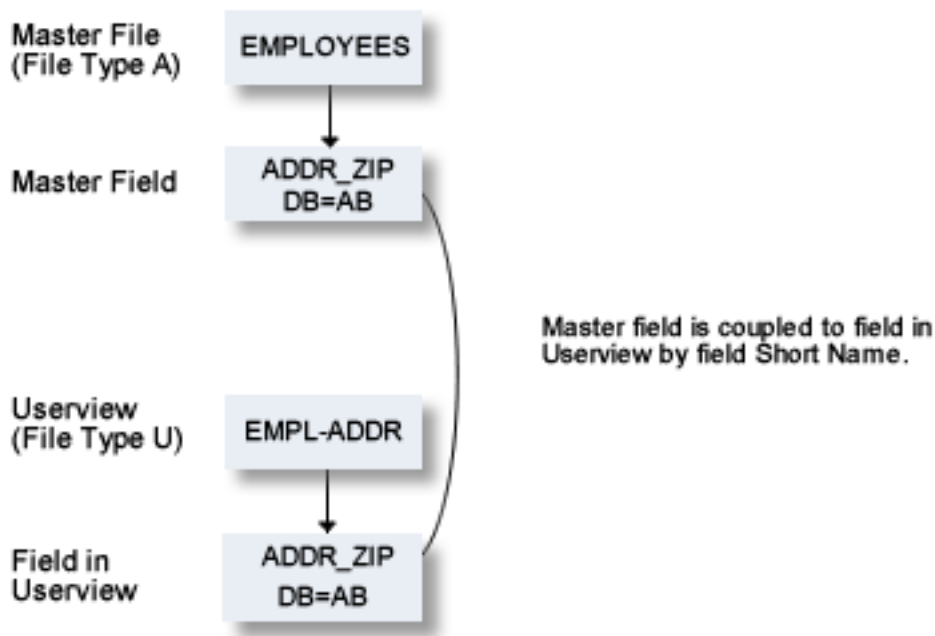 Master File
(File Type A)
EMPLOYEES
Master Field
ADDR_ZIP
DB=AB
Master field is coupled to field in
Userview by field Short Name.
Userview
(File Type U)
EMPL-ADDR
Field in
Userview
ADDR_ZIP
DB=AB